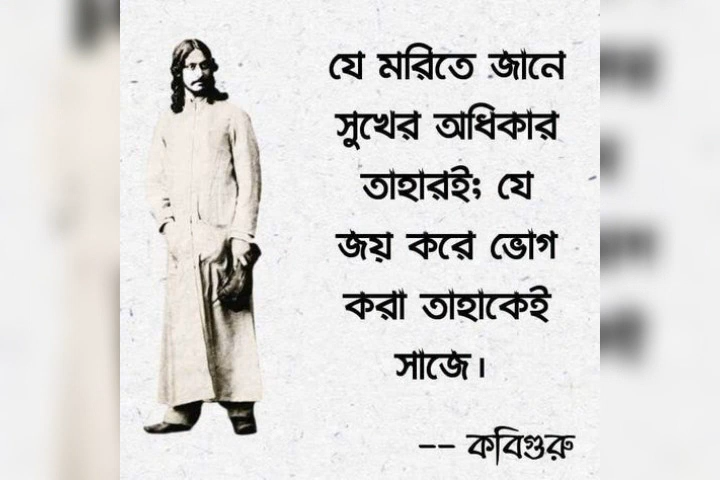 যে মরিতে জানে
সুখের অধিকার
তাহারই; যে
জয় করে ভোগ
করা তাহাকেই
সাজে।
-- কবিগুরু